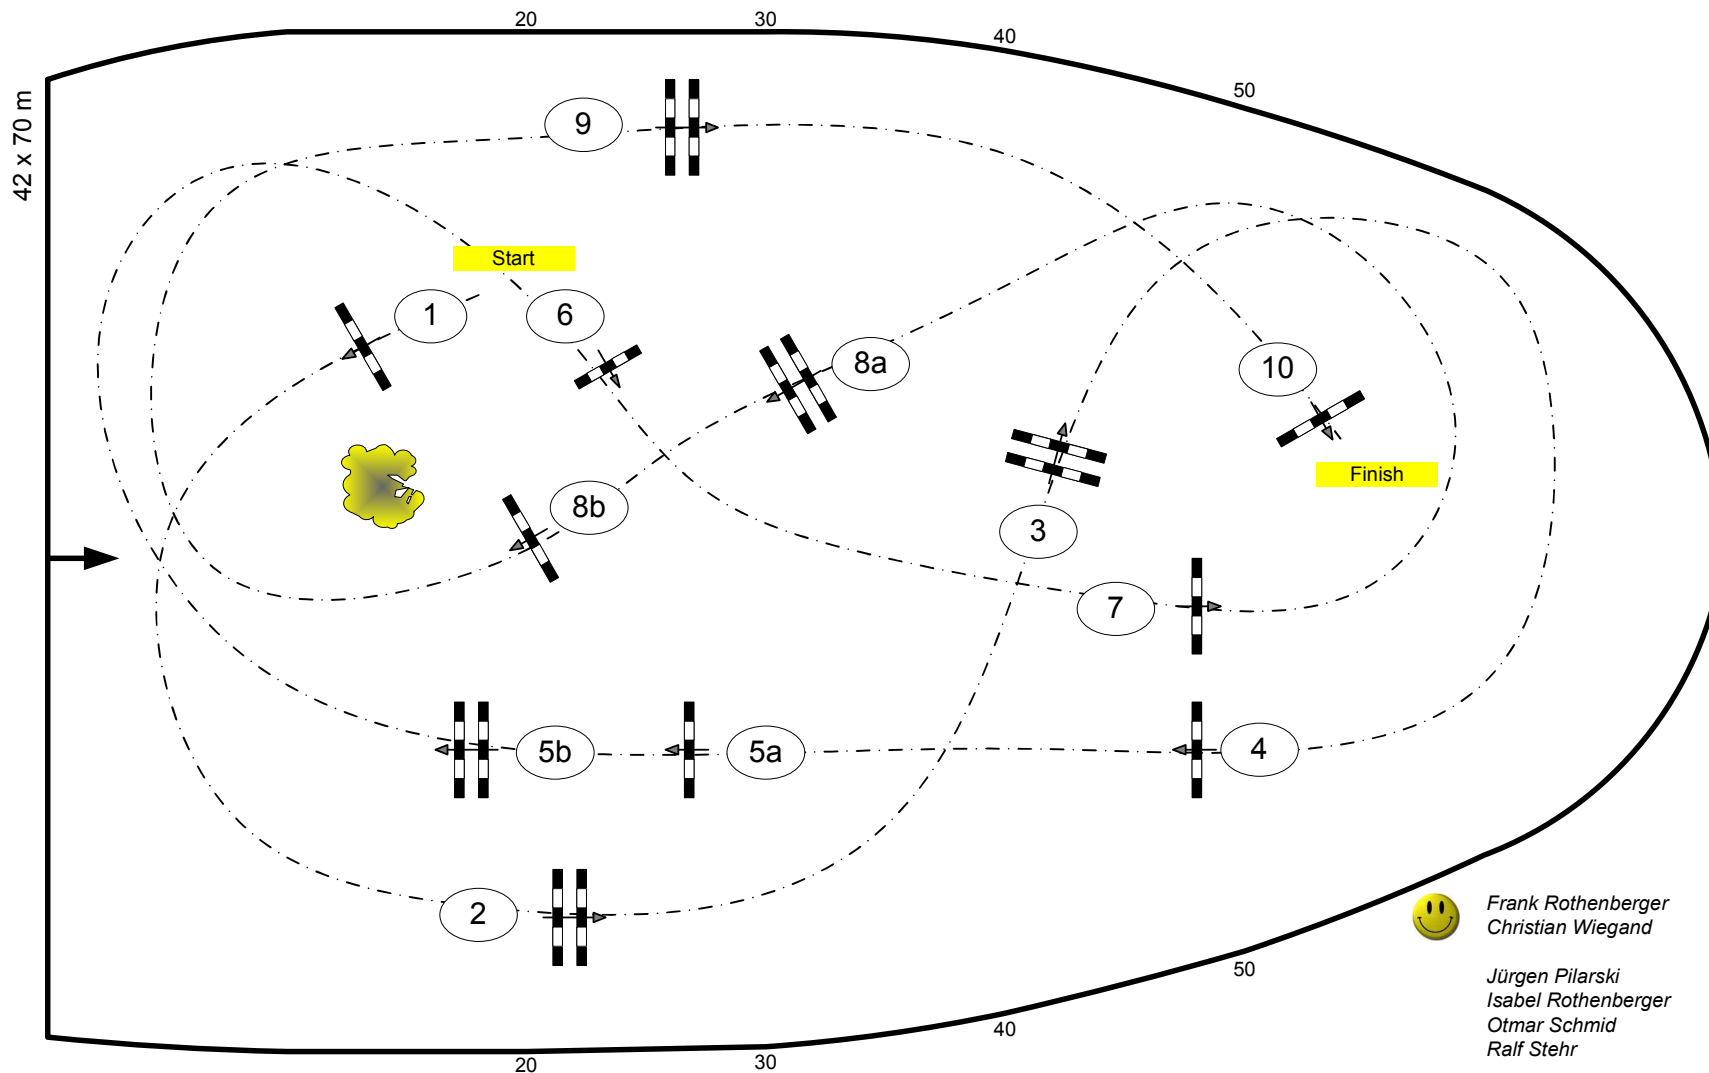 20
30
40
50
42 x 70 m
9
Start
1
6
8a
10
Finish
8b
3
7
5b
5a
4
2
Frank Rothenberger
Christian Wiegand
Jürgen Pilarski
Isabel Rothenberger
Otmar Schmid
Ralf Stehr
50
40
30
20